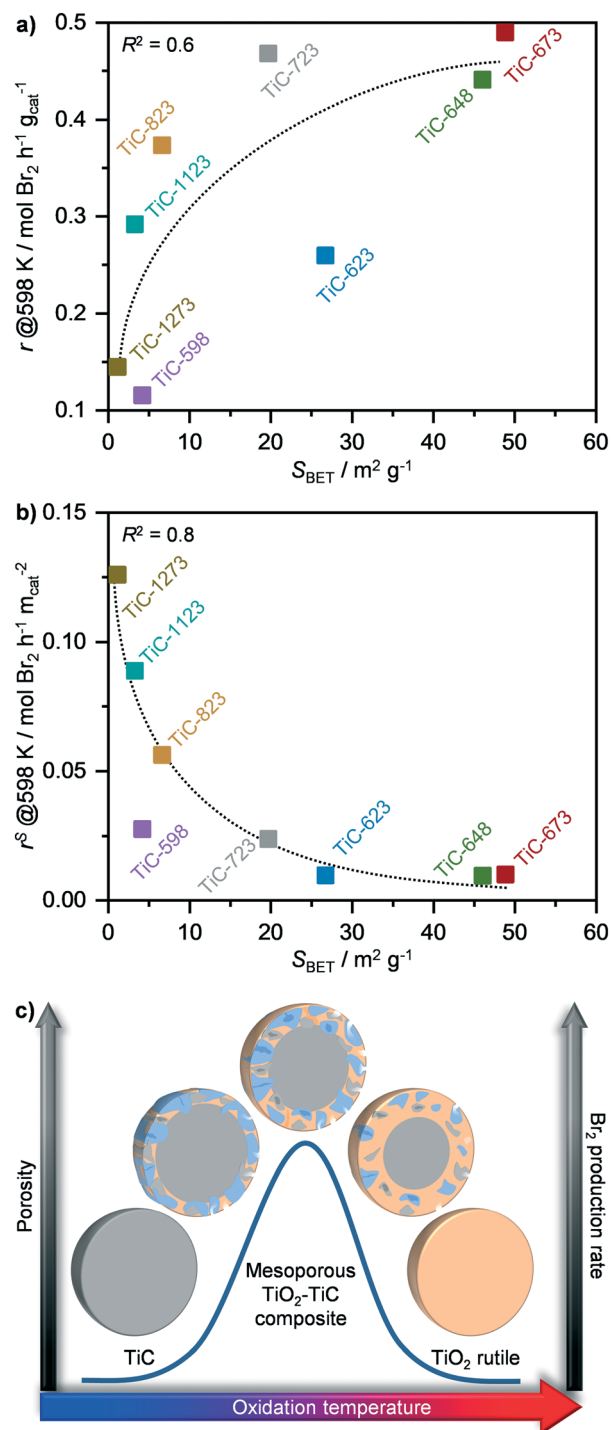 a)
R² = 0.6
TiC-723
TiC-673
TiC-648
TiC-823
TiC-1123
TiC-623
TiC-1273
TiC-598
0.5
0.4
0.3
0.2
0.1
r @598 K / mol Br₂ h⁻¹ g_cat⁻¹
0 10 20 30 40 50 60
S_BET / m² g⁻¹
b)
R² = 0.8
TiC-1273
TiC-1123
TiC-823
TiC-598
TiC-723
TiC-623
TiC-648
TiC-673
0.15
0.10
0.05
0.00
r^S @598 K / mol Br₂ h⁻¹ m_cat⁻²
0 10 20 30 40 50 60
S_BET / m² g⁻¹
c)
Porosity
Br₂ production rate
Mesoporous
TiO₂-TiC
composite
TiC
TiO₂ rutile
Oxidation temperature